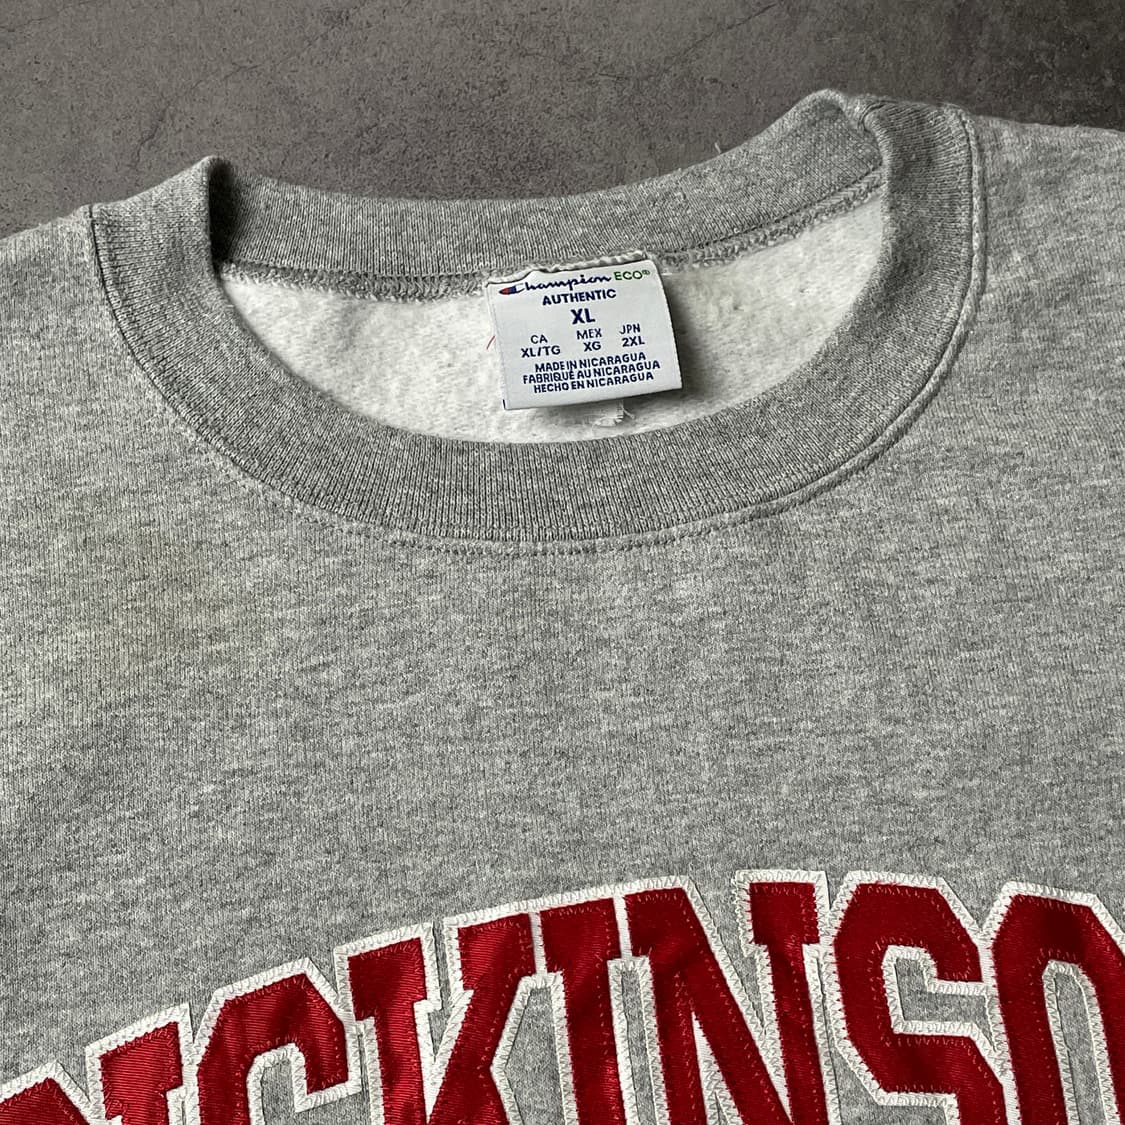 Champion ECO®
AUTHENTIC
XL
CA MEX JPN
XL/TG XG 2XL
MADE IN NICARAGUA
FABRIQUÉ AU NICARAGUA
HECHO EN NICARAGUA
DICKINSO